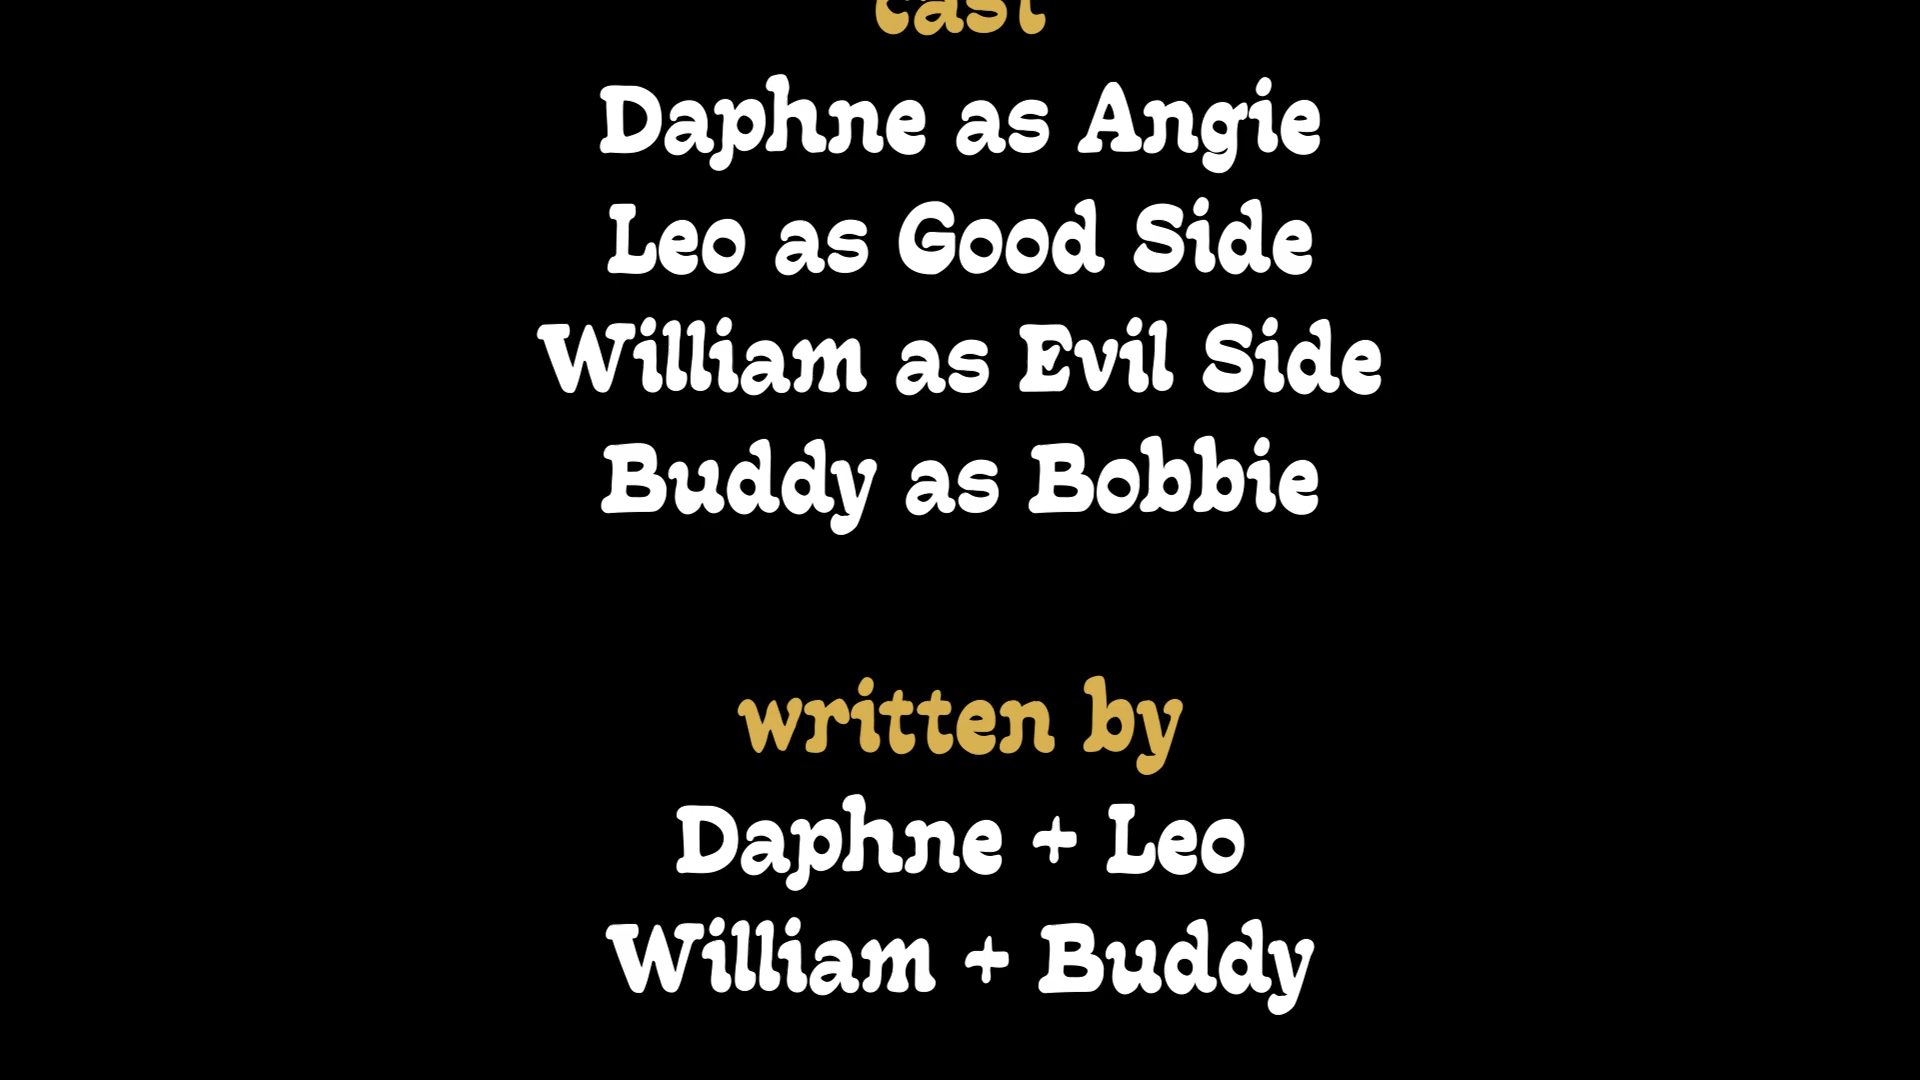 cast
Daphne as Angie
Leo as Good Side
William as Evil Side
Buddy as Bobbie
written by
Daphne + Leo
William + Buddy